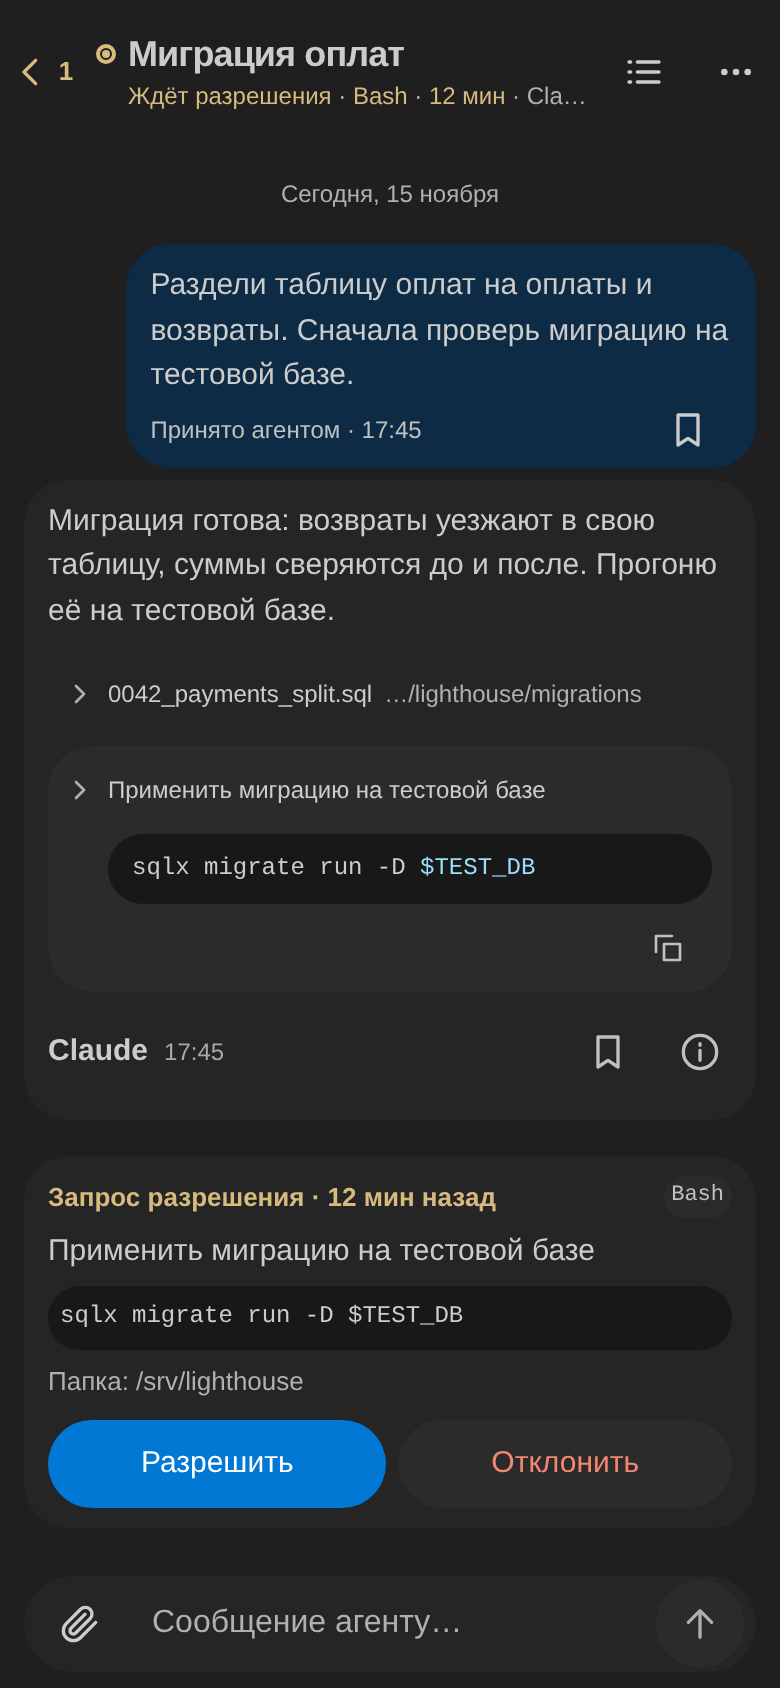 1
Миграция оплат
Ждёт разрешения · Bash · 12 мин · Cla…
Сегодня, 15 ноября
Раздели таблицу оплат на оплаты и
возвраты. Сначала проверь миграцию на
тестовой базе.
Принято агентом · 17:45
Миграция готова: возвраты уезжают в свою
таблицу, суммы сверяются до и после. Прогоню
её на тестовой базе.
0042_payments_split.sql …/lighthouse/migrations
Применить миграцию на тестовой базе
sqlx migrate run -D $TEST_DB
Claude 17:45
Запрос разрешения · 12 мин назад Bash
Применить миграцию на тестовой базе
sqlx migrate run -D $TEST_DB
Папка: /srv/lighthouse
Разрешить Отклонить
Сообщение агенту…